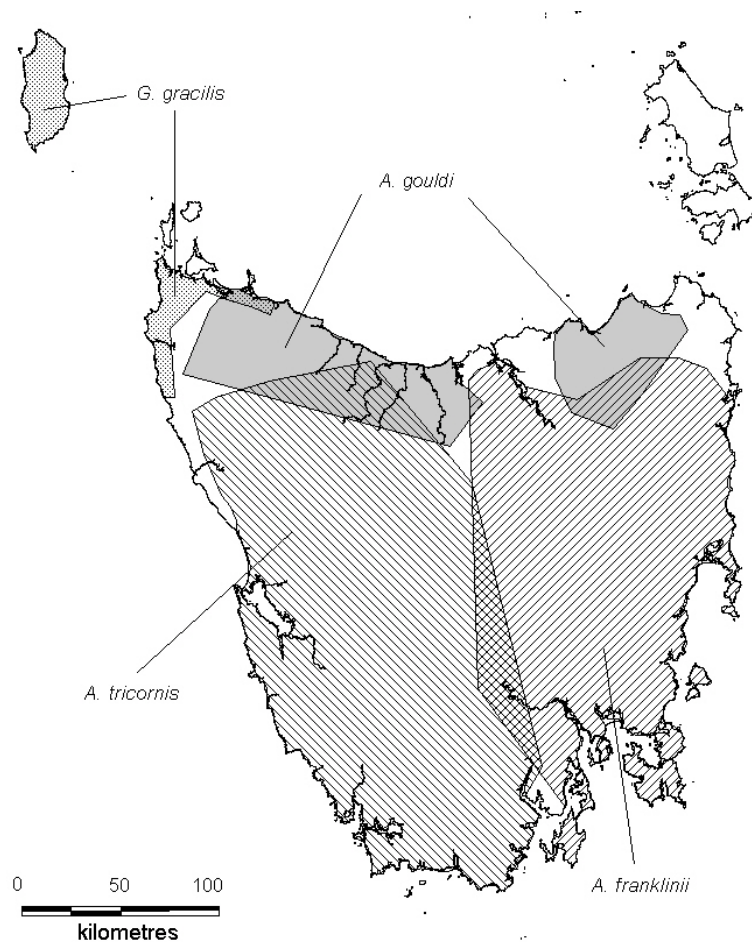 G. gracilis
A. gouldi
A. tricornis
A. franklinii
0 50 100
kilometres